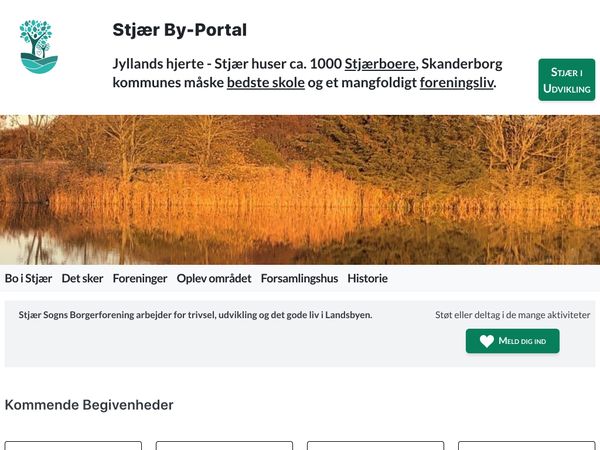 Stjær By-Portal
Jyllands hjerte - Stjær huser ca. 1000 Stjærboere, Skanderborg
kommunes måske bedste skole og et mangfoldigt foreningsliv.
Stjær i
Udvikling
Bo i Stjær Det sker Foreninger Oplev området Forsamlingshus Historie
Stjær Sogns Borgerforening arbejder for trivsel, udvikling og det gode liv i Landsbyen.
Støt eller deltag i de mange aktiviteter
Meld dig ind
Kommende Begivenheder